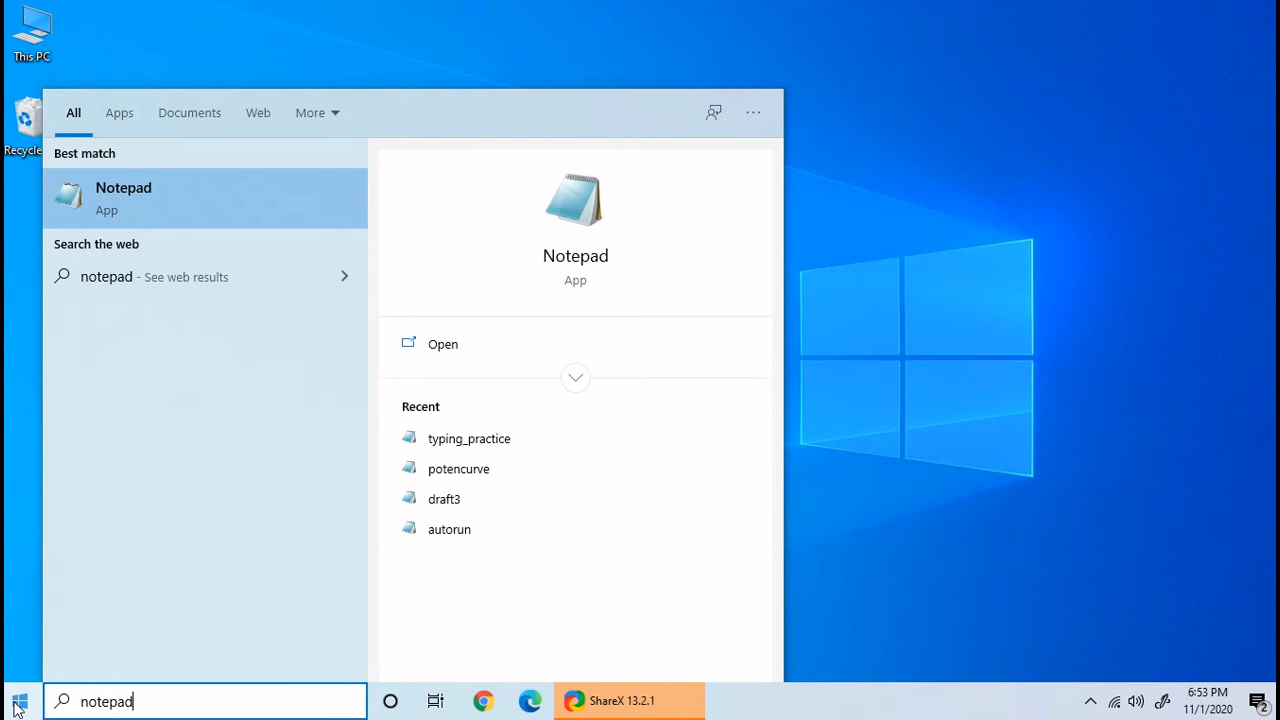 This PC
Recycle
All Apps Documents Web More
Best match
Notepad
App
Search the web
notepad - See web results
Notepad
App
Open
Recent
typing_practice
potencurve
draft3
autorun
notepad
ShareX 13.2.1
6:53 PM
11/1/2020
2